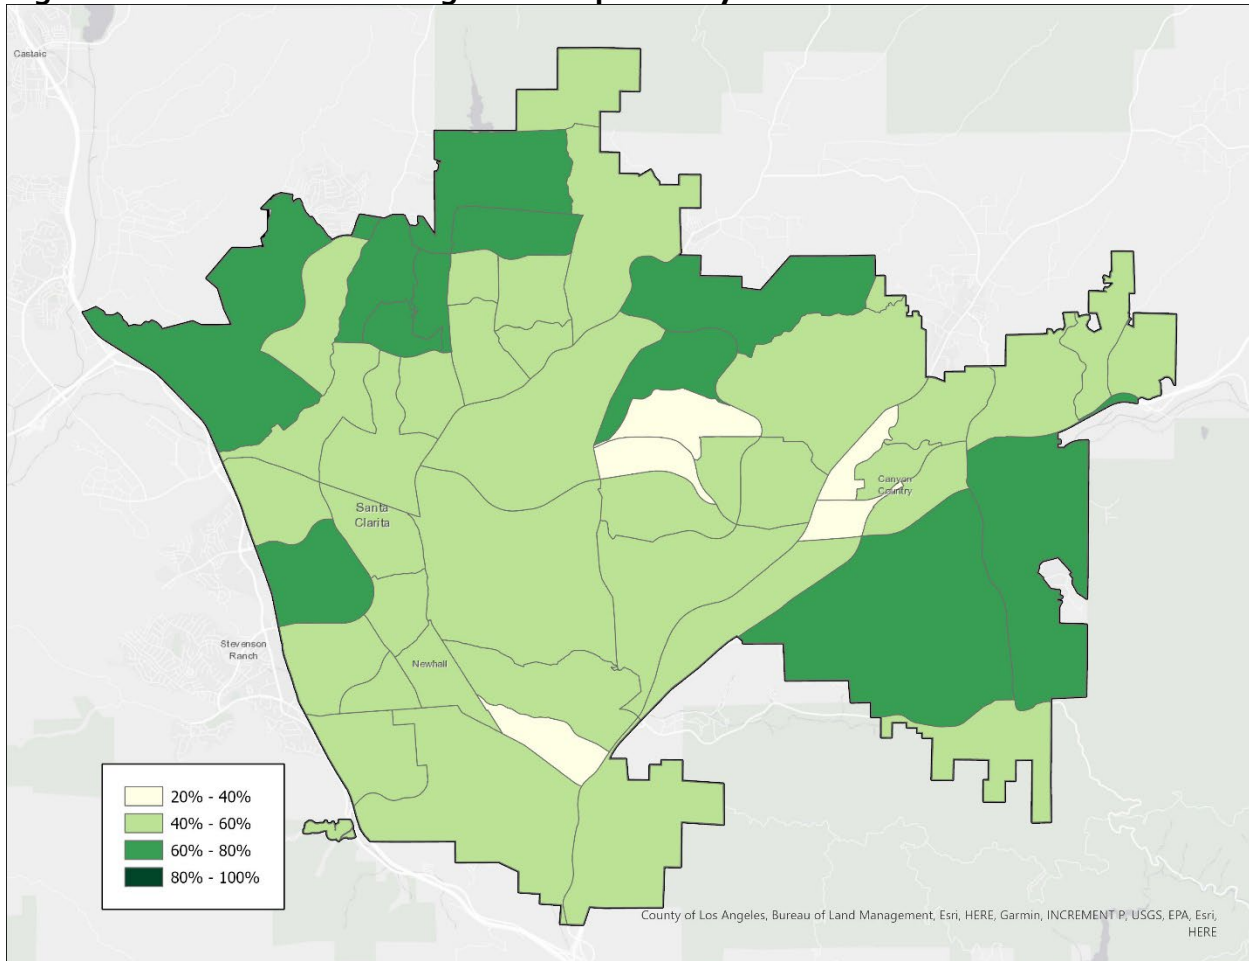 Castaic
Santa
Clarita
Canyon
Country
Stevenson
Ranch
Newhall
20% - 40%
40% - 60%
60% - 80%
80% - 100%
County of Los Angeles, Bureau of Land Management, Esri, HERE, Garmin, INCREMENT P, USGS, EPA, Esri,
HERE